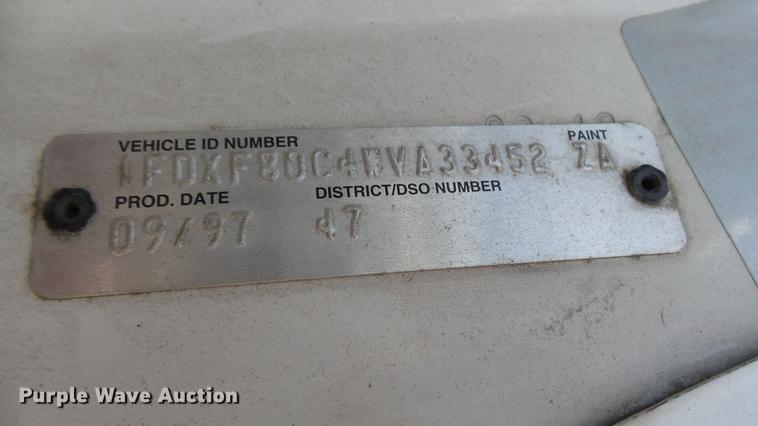 VEHICLE ID NUMBER PAINT
1FDXF80C4WVA33452 ZA
PROD. DATE DISTRICT/DSO NUMBER
09/97 47
Purple Wave Auction